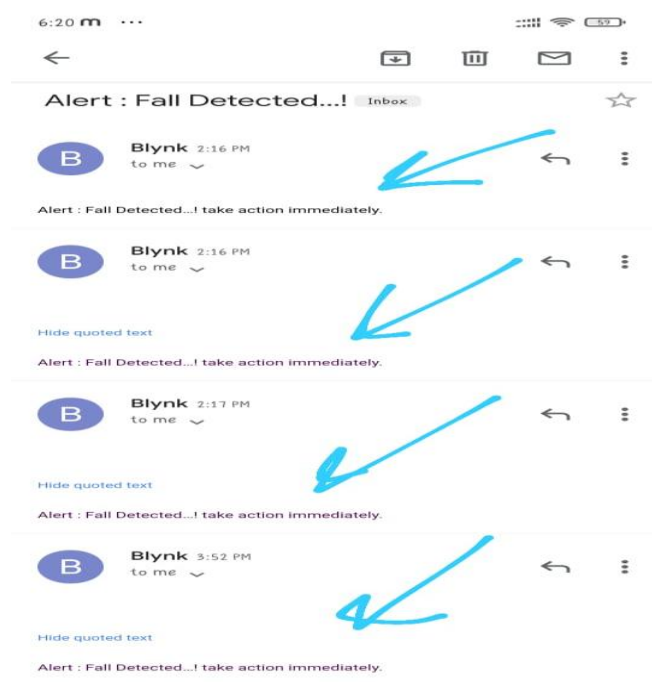 6:20 m ...
59
Alert : Fall Detected...! Inbox
B
Blynk 2:16 PM
to me
Alert : Fall Detected...! take action immediately.
B
Blynk 2:16 PM
to me
Hide quoted text
Alert : Fall Detected...! take action immediately.
B
Blynk 2:17 PM
to me
Hide quoted text
Alert : Fall Detected...! take action immediately.
B
Blynk 3:52 PM
to me
Hide quoted text
Alert : Fall Detected...! take action immediately.